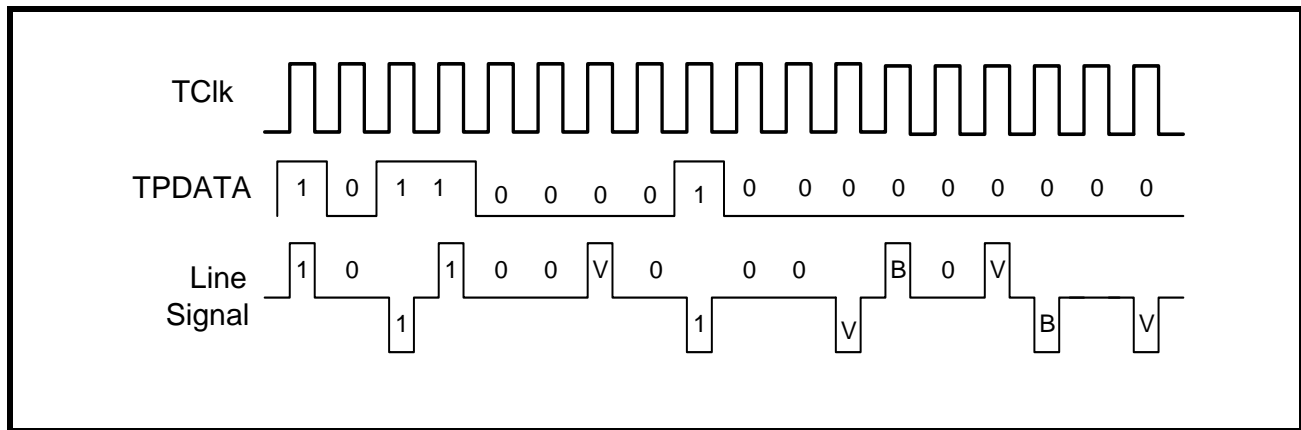 TClk
TPDATA 1 0 1 1 0 0 0 0 1 0 0 0 0 0 0 0 0 0
Line Signal
1 0 1 0 0 V 0 0 0 B 0 V
1 1 V B V